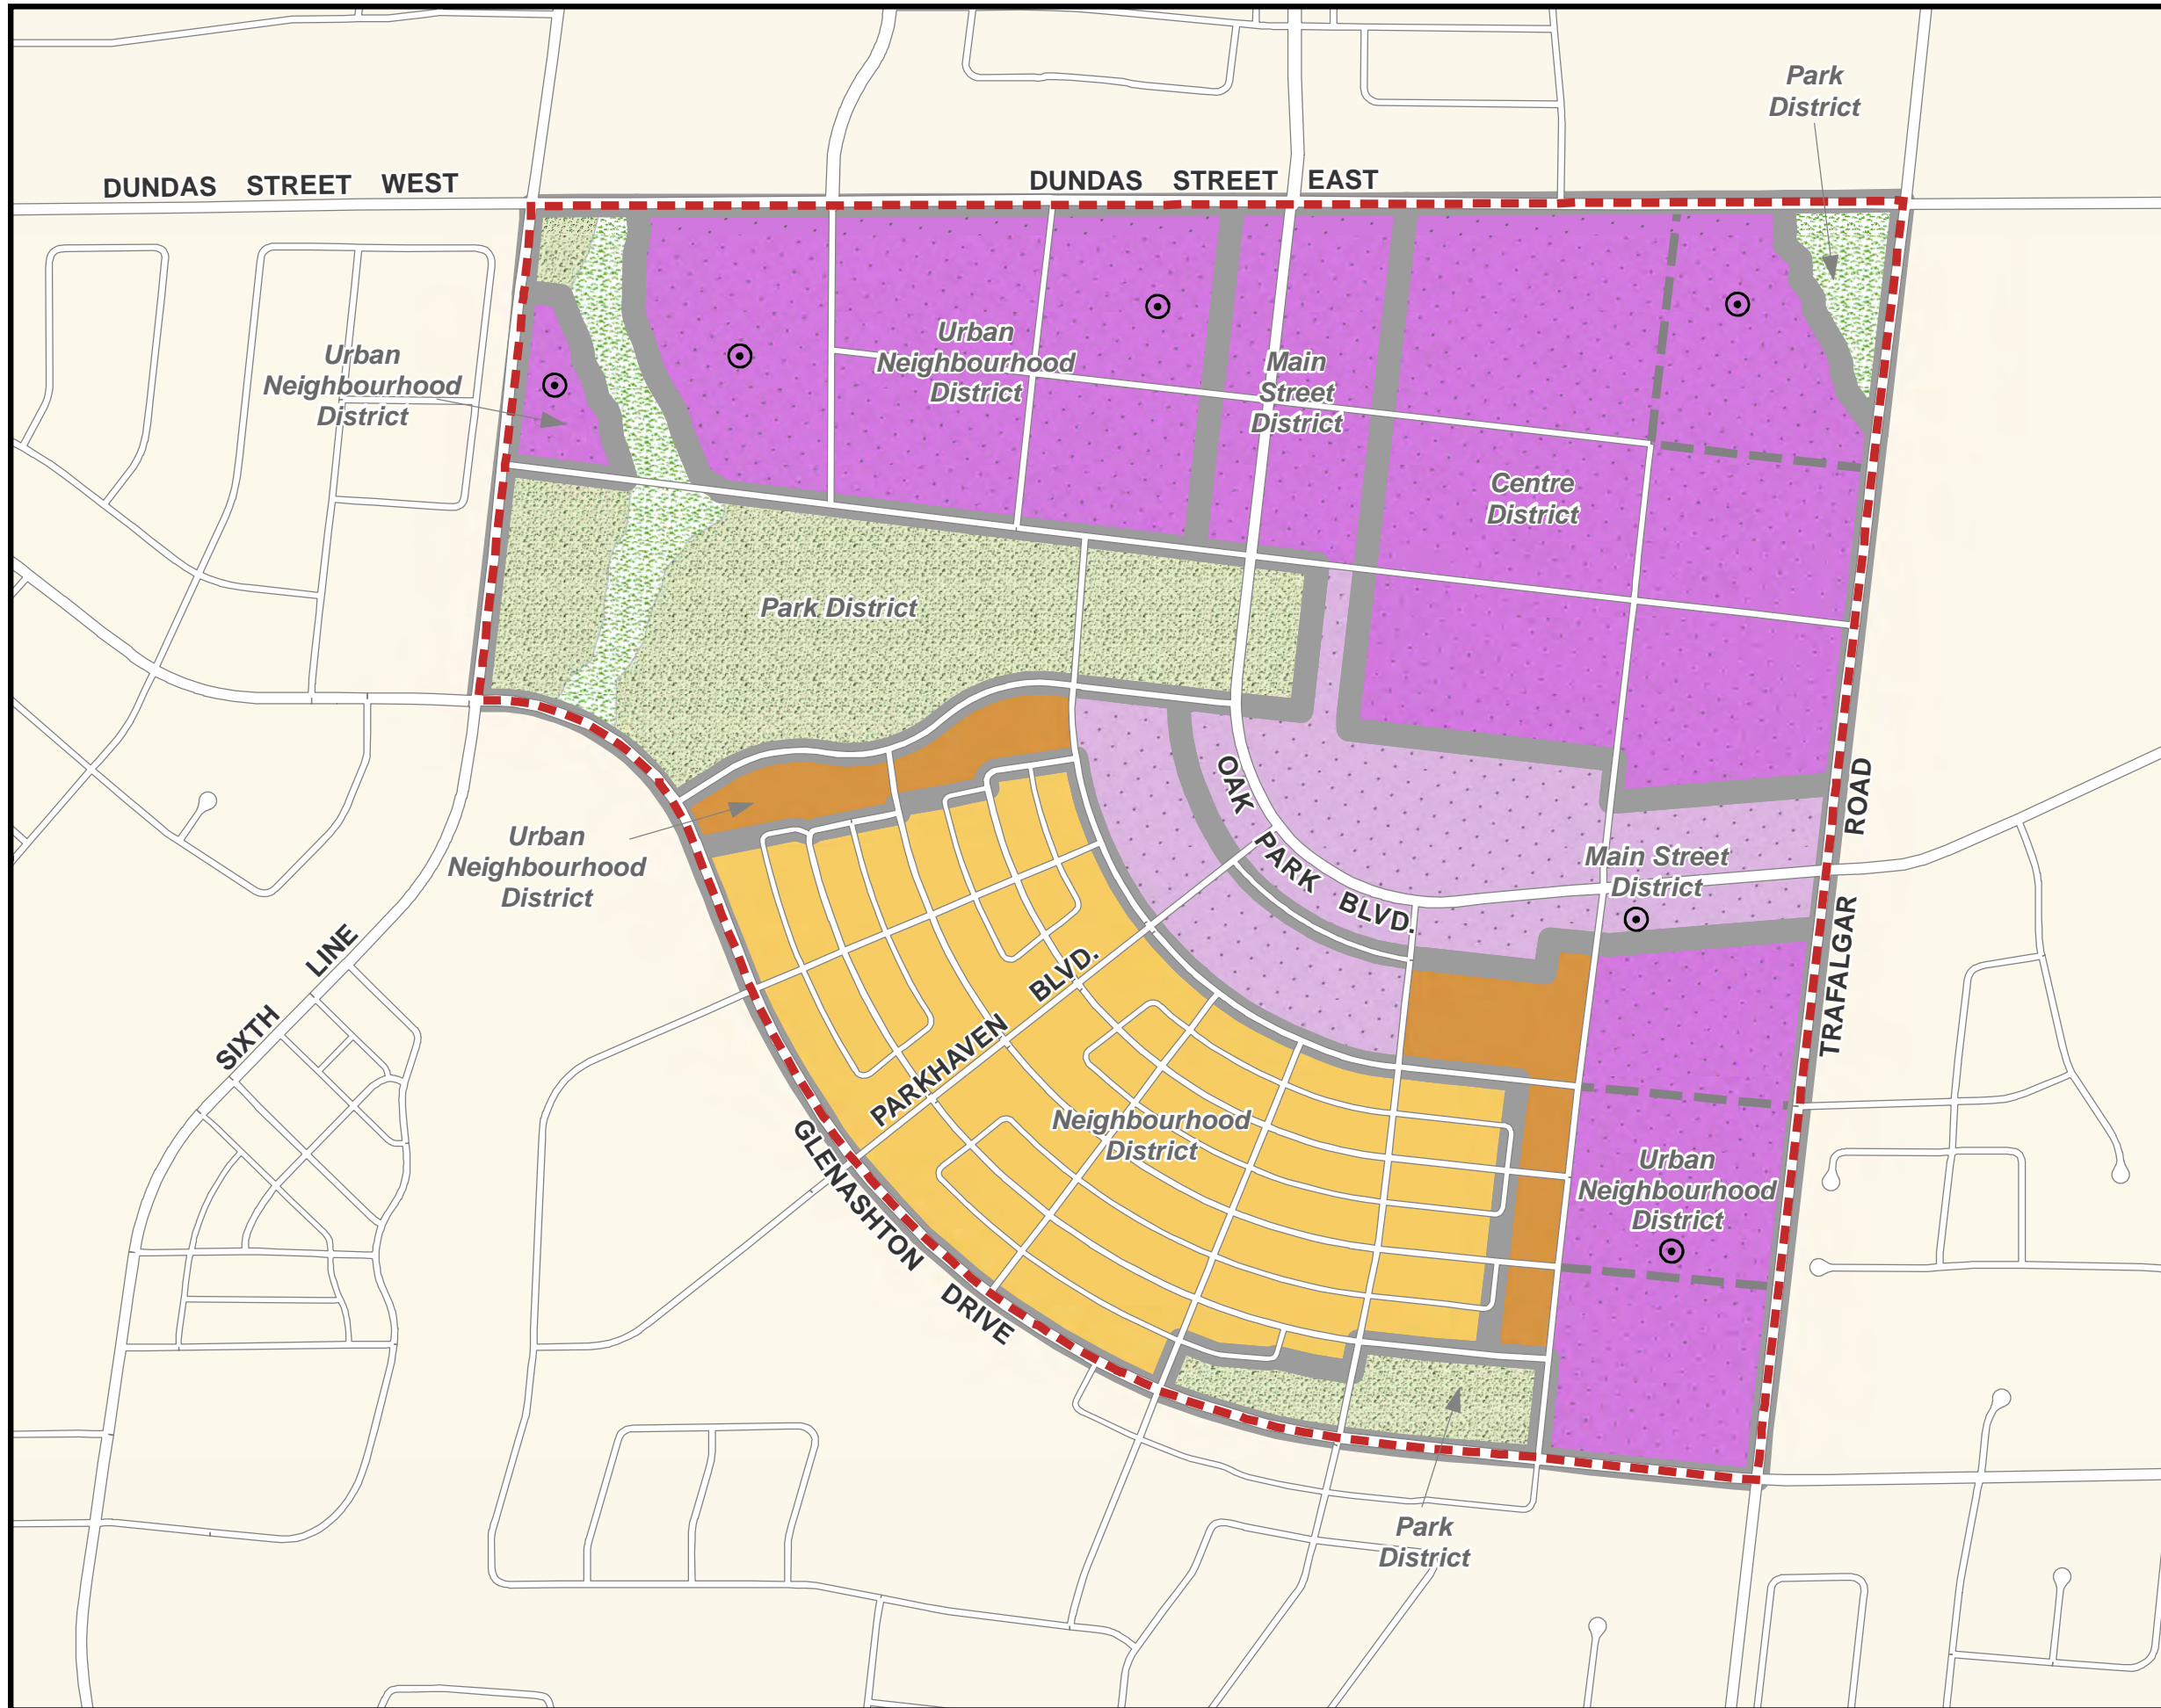 Park
District
DUNDAS STREET WEST
DUNDAS STREET EAST
Urban
Neighbourhood
District
Urban
Neighbourhood
District
Main
Street
District
Centre
District
Park District
OAK PARK BLVD.
TRAFALGAR ROAD
Urban
Neighbourhood
District
Main Street
District
SIXTH LINE
PARKHAVEN BLVD.
Neighbourhood
District
GLENASHTON DRIVE
Urban
Neighbourhood
District
Park
District